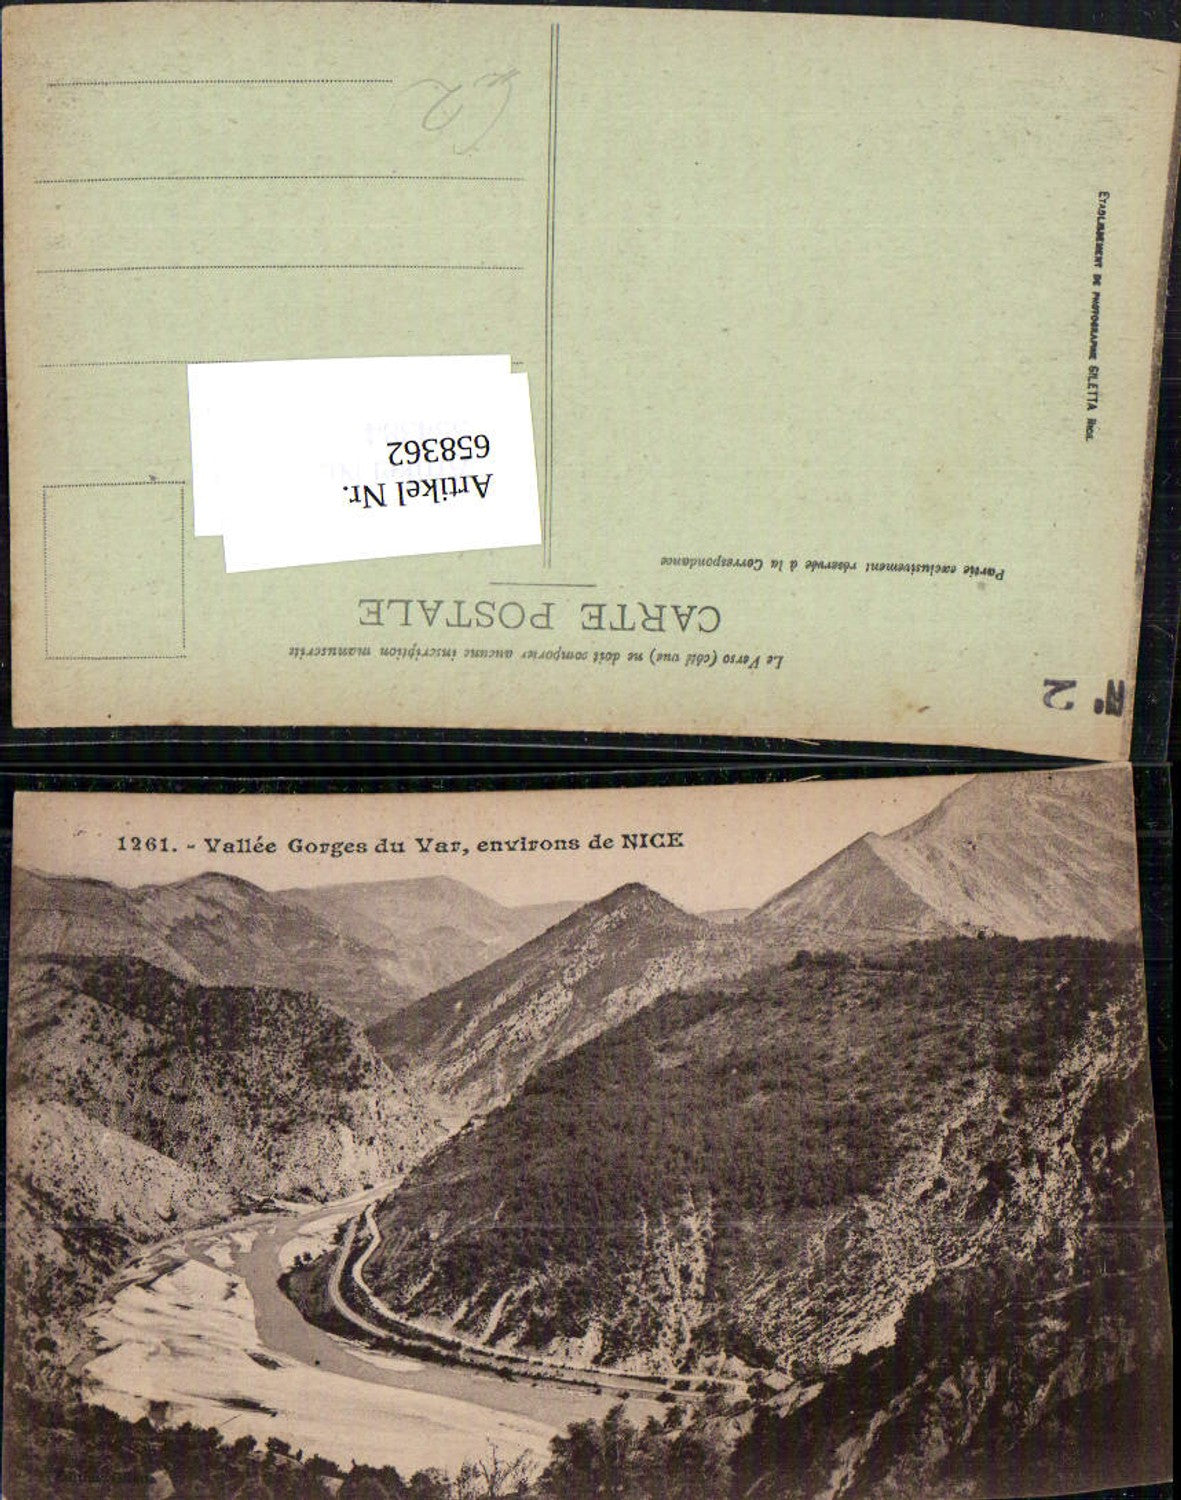 Le Verso (côté vue) ne doit comporter aucune inscription manuscrite
CARTE POSTALE
Partie exclusivement réservée à la Correspondance
Artikel Nr.
658362
ETABLISSEMENT DE PHOTOGRAPHIE GILETTA NICE.
N° 2
1261. - Vallée Gorges du Var, environs de NICE